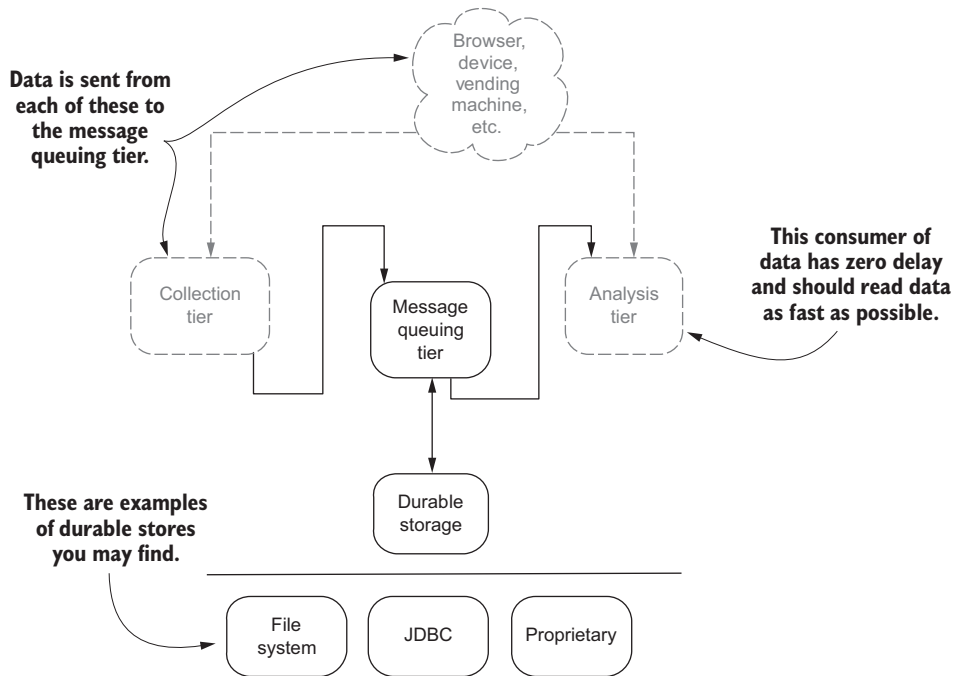 Browser,
device,
vending
machine,
etc.
Data is sent from
each of these to
the message
queuing tier.
This consumer of
data has zero delay
and should read data
as fast as possible.
Collection
tier
Message
queuing
tier
Analysis
tier
Durable
storage
These are examples
of durable stores
you may find.
File
system
JDBC
Proprietary